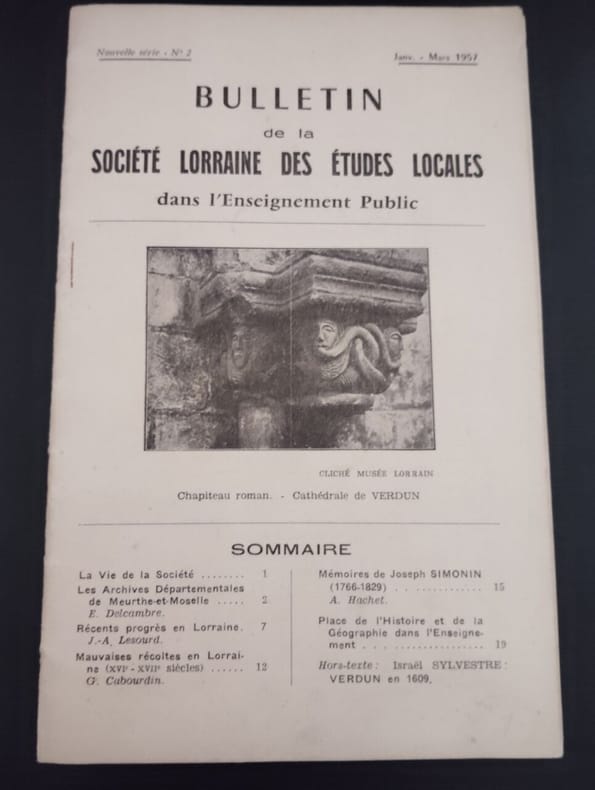 Nouvelle série - N° 2
Janv. - Mars 1957
BULLETIN
de la
SOCIÉTÉ LORRAINE DES ÉTUDES LOCALES
dans l'Enseignement Public
CLICHÉ MUSÉE LORRAIN
Chapiteau roman. - Cathédrale de VERDUN
SOMMAIRE
La Vie de la Société ........ 1
Les Archives Départementales
de Meurthe-et-Moselle ..... 2
E. Delcambre.
Récents progrès en Lorraine. 7
J.-A. Lesourd.
Mauvaises récoltes en Lorrai-
ne (XVIe - XVIIe siècles) ...... 12
G. Cabourdin.
Mémoires de Joseph SIMONIN
(1766-1829) . . . . . . . . . . . . 15
A. Hachet.
Place de l'Histoire et de la
Géographie dans l'Enseigne-
ment . . . . . . . . . . . . . . . . . 19
Hors-texte : Israël SYLVESTRE :
VERDUN en 1609.